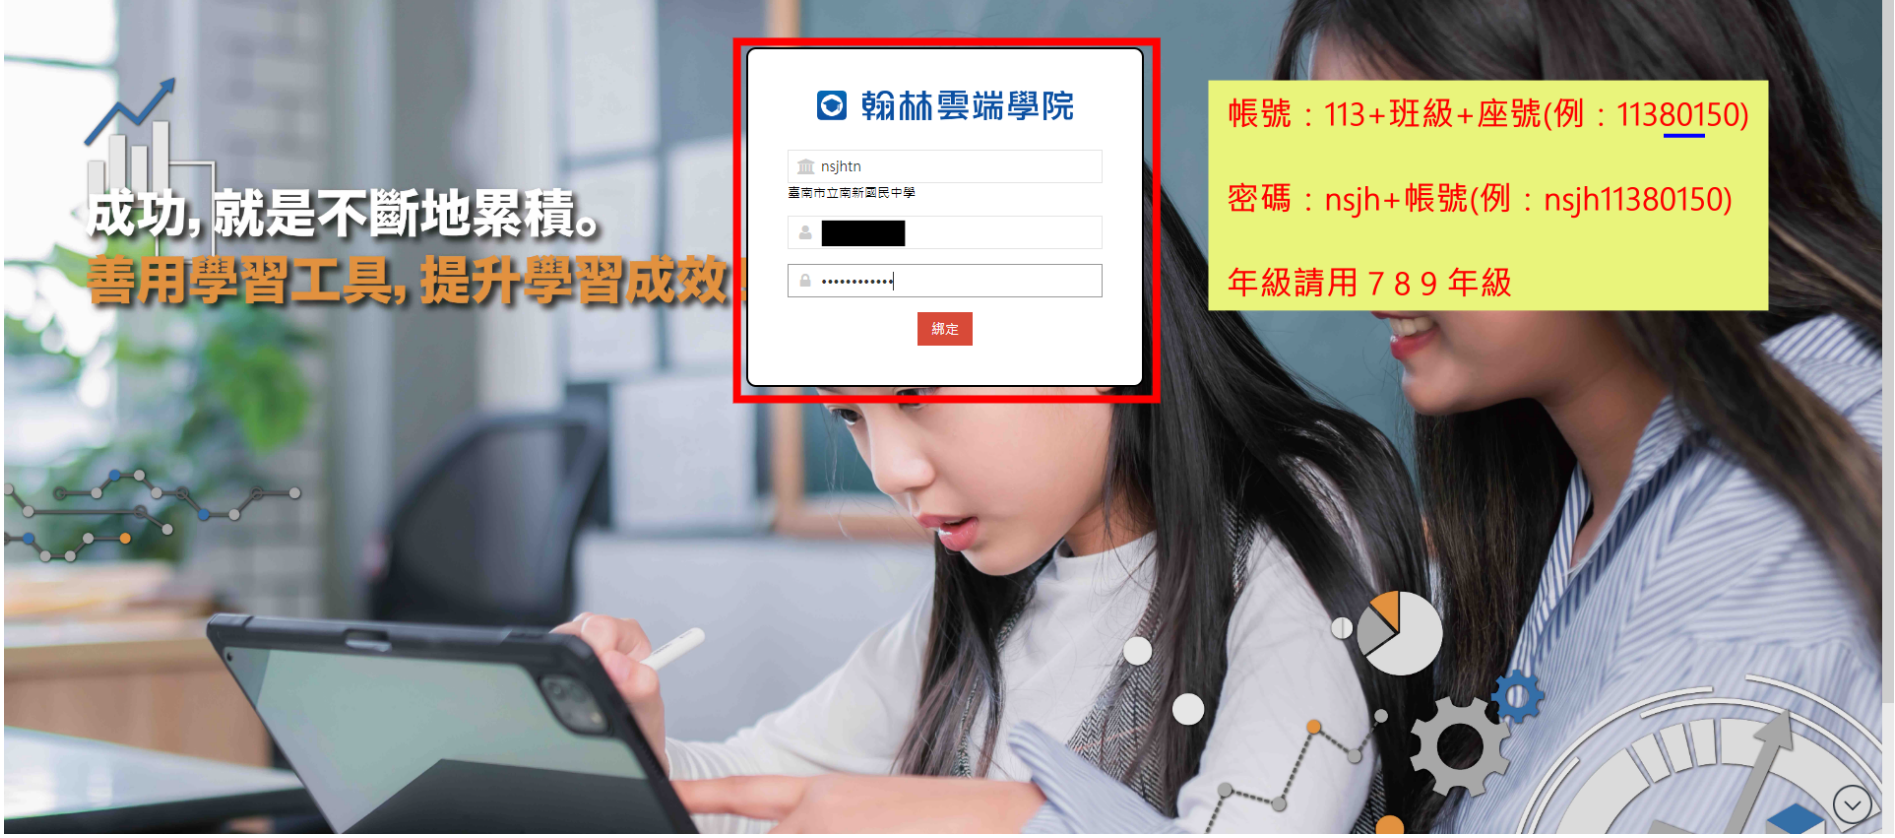 成功,就是不斷地累積。
善用學習工具,提升學習成效
翰林雲端學院
nsjhtn
臺南市立南新國民中學
••••••••••••
綁定
帳號：113+班級+座號(例：11380150)
密碼：nsjh+帳號(例：nsjh11380150)
年級請用 7 8 9 年級